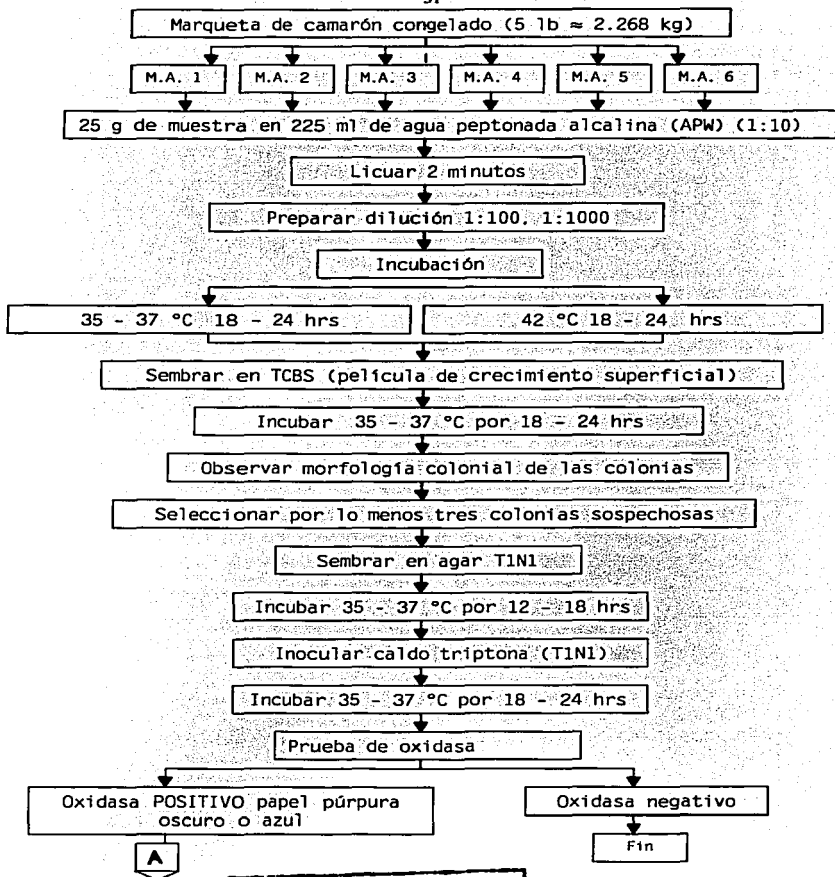 Marqueta de camarón congelado (5 lb ≈ 2.268 kg)
M.A. 1 M.A. 2 M.A. 3 M.A. 4 M.A. 5 M.A. 6
25 g de muestra en 225 ml de agua peptonada alcalina (APW) (1:10)
Licuar 2 minutos
Preparar dilución 1:100, 1:1000
Incubación
35 - 37 °C 18 - 24 hrs 42 °C 18 - 24 hrs
Sembrar en TCBS (película de crecimiento superficial)
Incubar 35 - 37 °C por 18 - 24 hrs
Observar morfología colonial de las colonias
Seleccionar por lo menos tres colonias sospechosas
Sembrar en agar T1N1
Incubar 35 - 37 °C por 12 - 18 hrs
Inocular caldo triptona (T1N1)
Incubar 35 - 37 °C por 18 - 24 hrs
Prueba de oxidasa
Oxidasa POSITIVO papel púrpura
oscuro o azul
Oxidasa negativo
Fin
A